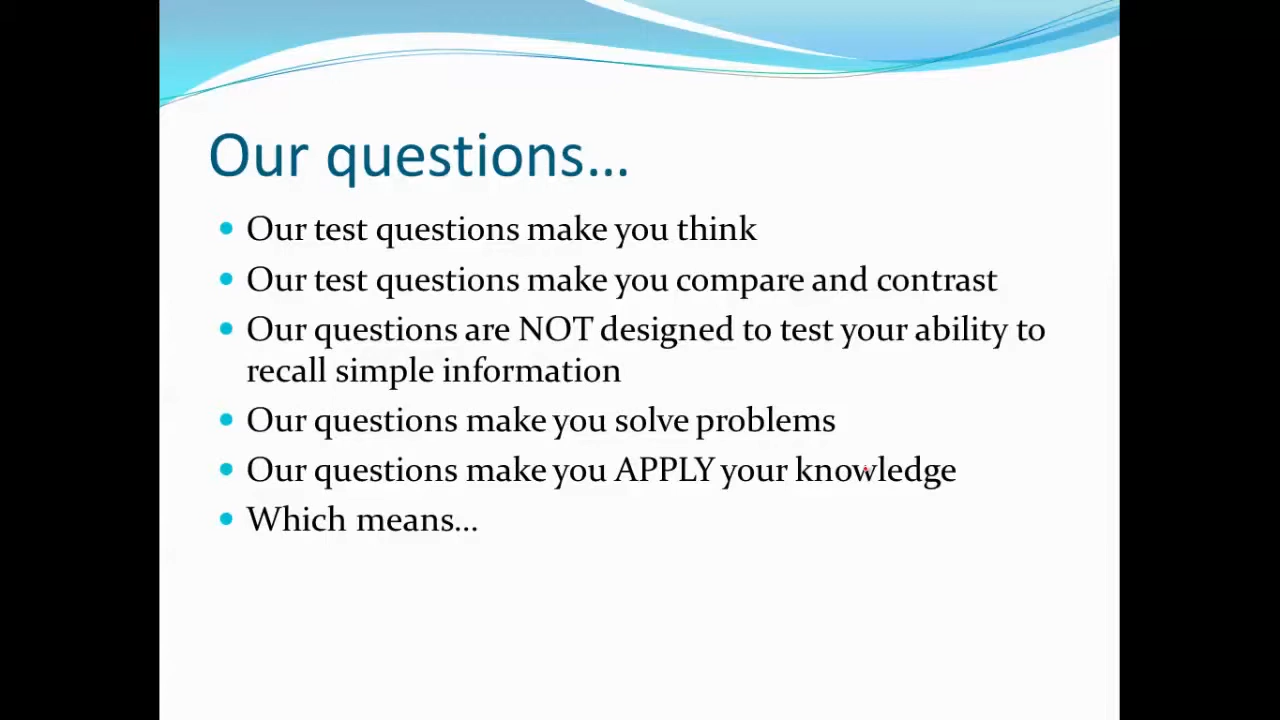 Our questions...
Our test questions make you think
Our test questions make you compare and contrast
Our questions are NOT designed to test your ability to
recall simple information
Our questions make you solve problems
Our questions make you APPLY your knowledge
Which means...